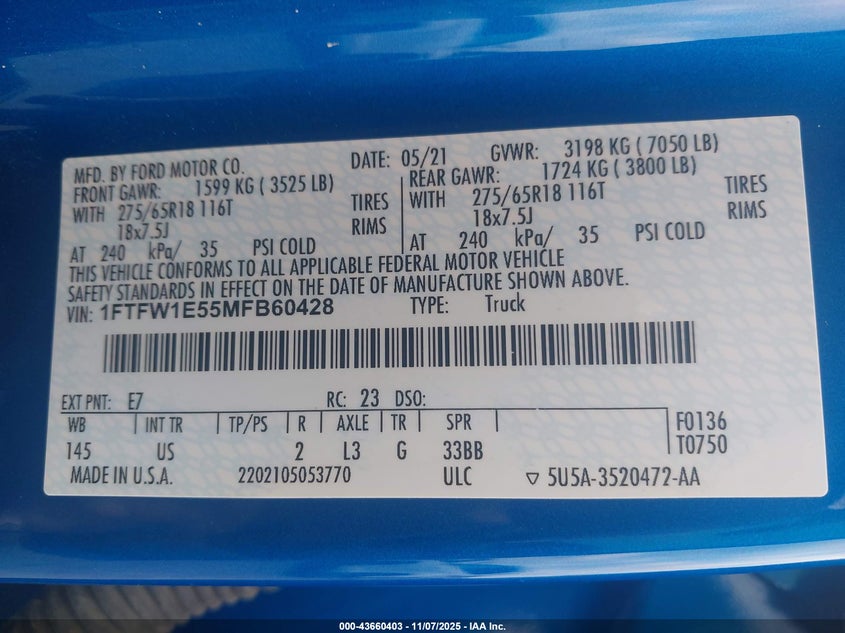 MFD. BY FORD MOTOR CO. DATE: 05/21 GVWR: 3198 KG ( 7050 LB)
FRONT GAWR: 1599 KG ( 3525 LB) REAR GAWR: 1724 KG ( 3800 LB)
WITH 275/65R18 116T TIRES WITH 275/65R18 116T TIRES
18x7.5J RIMS 18x7.5J RIMS
AT 240 kPa/ 35 PSI COLD AT 240 kPa/ 35 PSI COLD
THIS VEHICLE CONFORMS TO ALL APPLICABLE FEDERAL MOTOR VEHICLE
SAFETY STANDARDS IN EFFECT ON THE DATE OF MANUFACTURE SHOWN ABOVE.
VIN: 1FTFW1E55MFB60428 TYPE: Truck
EXT PNT: E7 RC: 23 DSO:
WB INT TR TP/PS R AXLE TR SPR F0136
145 US 2 L3 G 33BB T0750
MADE IN U.S.A. 2202105053770 ULC ▽ 5U5A-3520472-AA
000-43660403 - 11/07/2025 - IAA Inc.